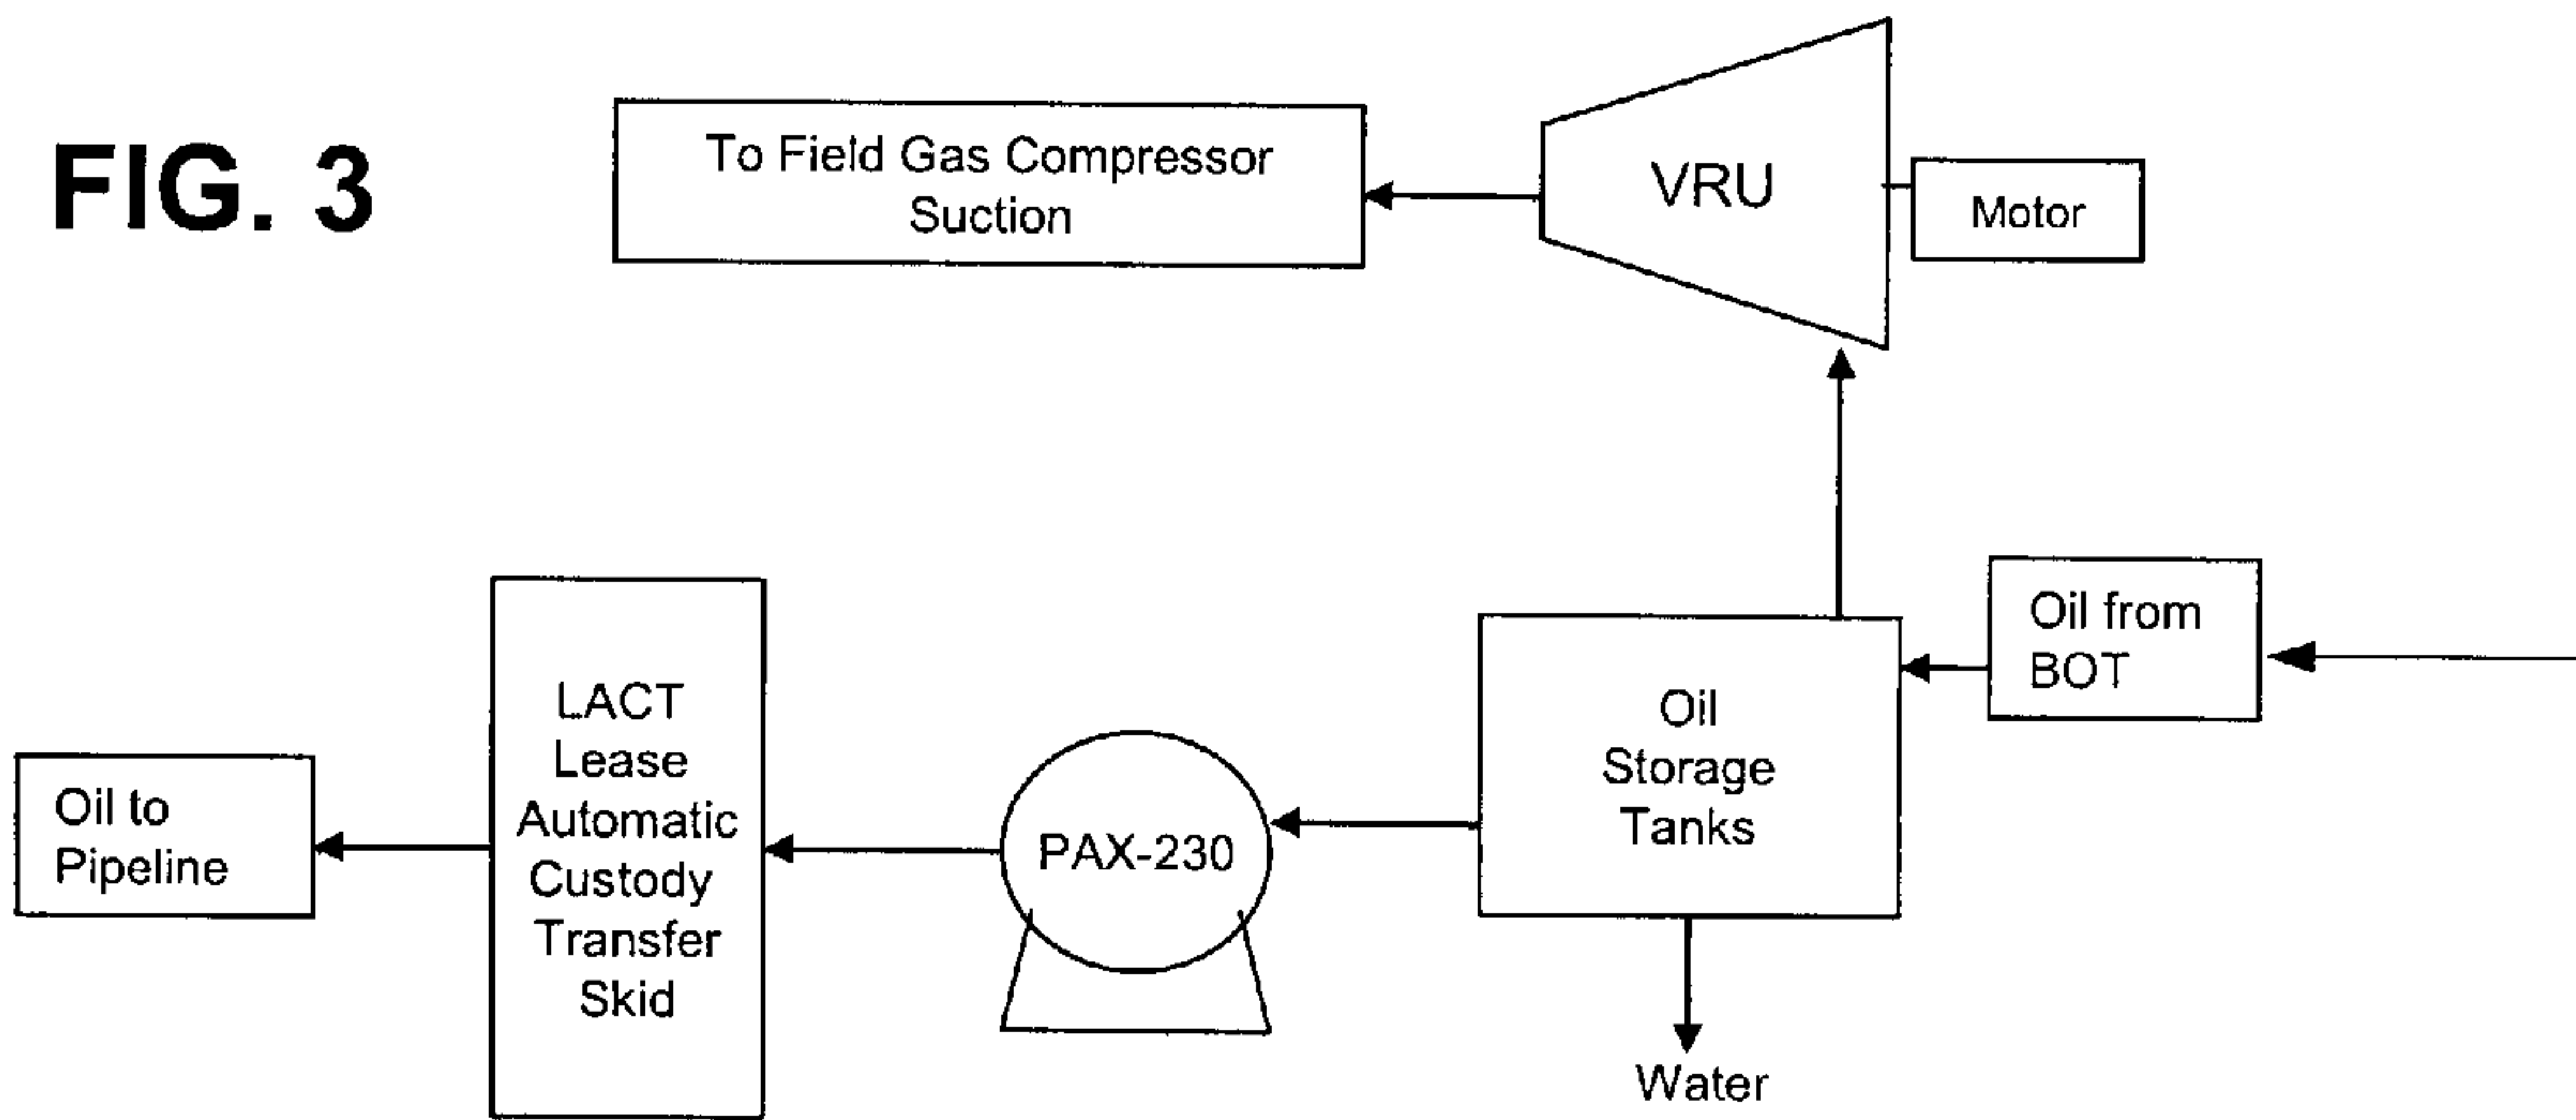 FIG. 3
To Field Gas Compressor
Suction
VRU
Motor
Oil from
BOT
Oil
Storage
Tanks
Water
PAX-230
LACT
Lease
Automatic
Custody
Transfer
Skid
Oil to
Pipeline